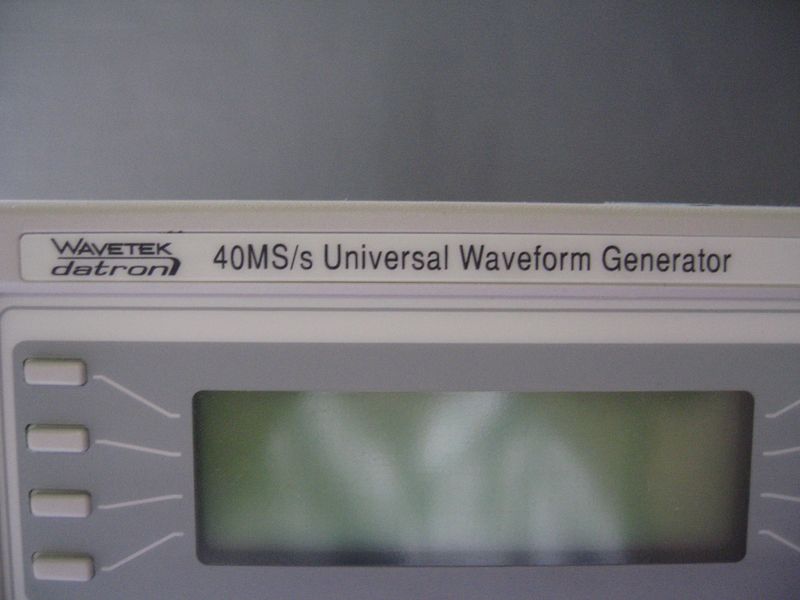 WAVETEK
datron
40MS/s Universal Waveform Generator